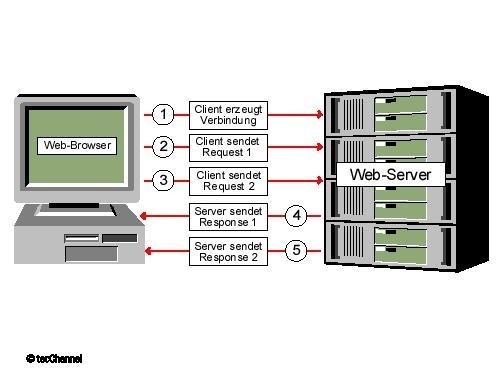 1
Client erzeugt
Verbindung
Web-Browser
2
Client sendet
Request 1
Web-Server
3
Client sendet
Request 2
Server sendet
Response 1
4
Server sendet
Response 2
5
© tecChannel